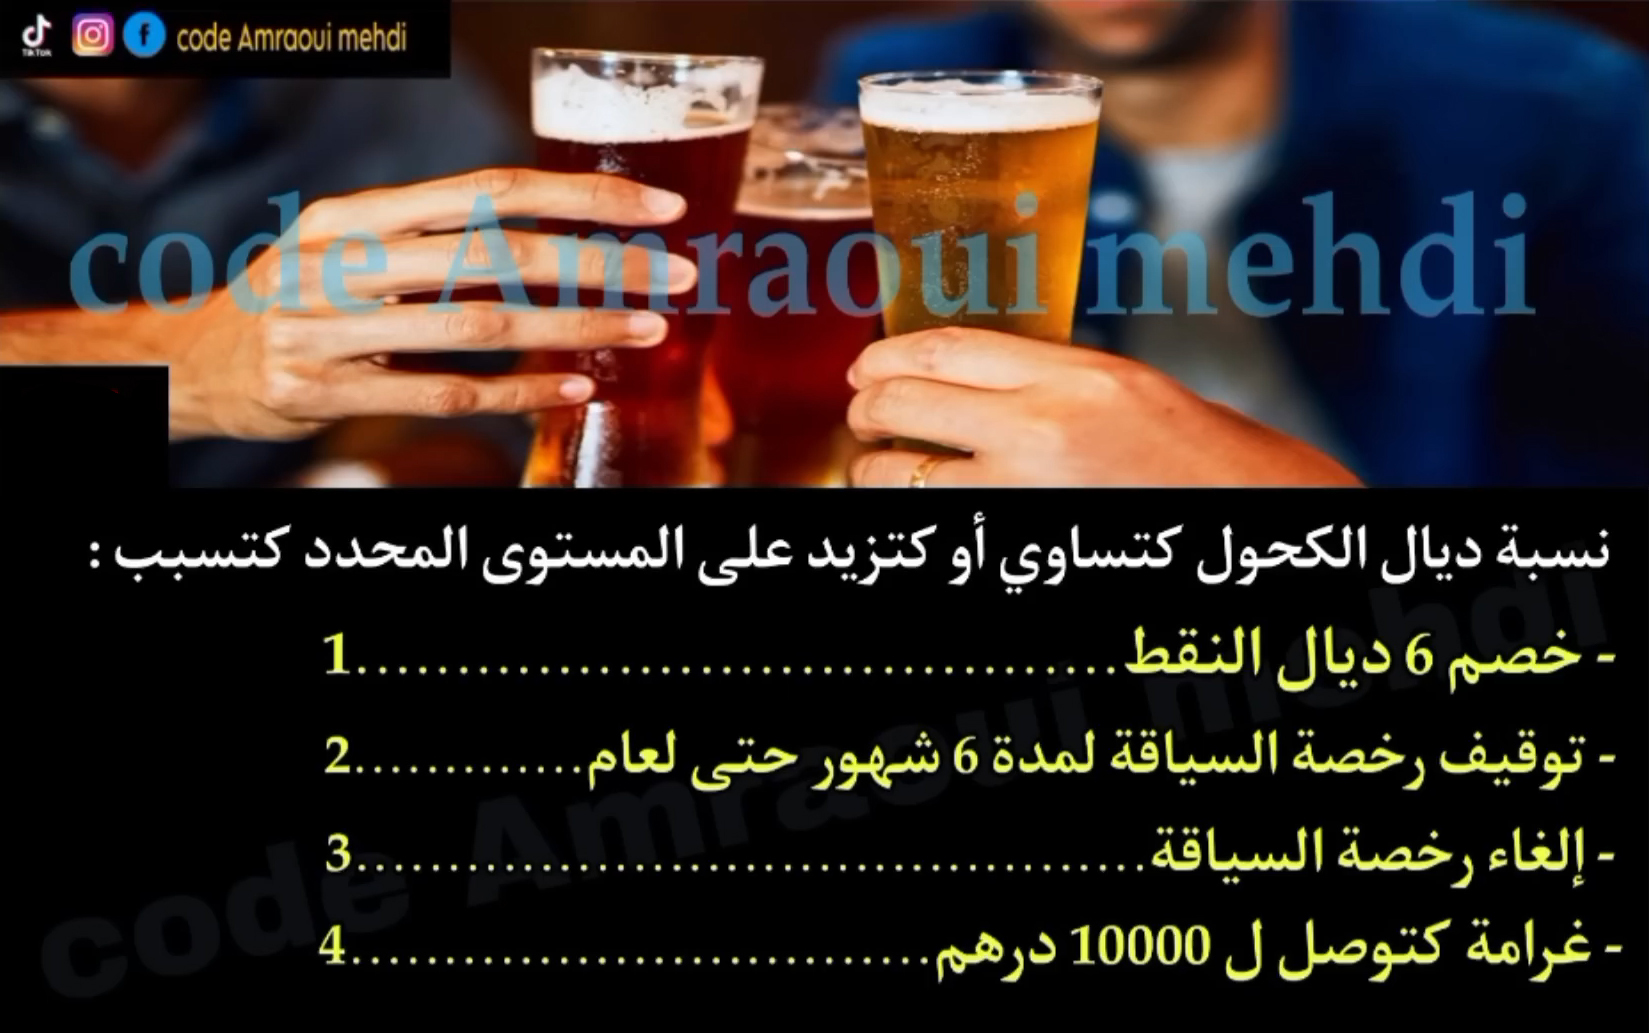 TikTok
code Amraoui mehdi
code Amraoui mehdi
نسبة ديال الكحول كتساوي أو كتزيد على المستوى المحدد كتسبب :
- خصم 6 ديال النقط......................................1
- توقيف رخصة السياقة لمدة 6 شهور حتى لعام.............2
- إلغاء رخصة السياقة........................................3
- غرامة كتوصل ل 10000 درهم..............................4
code Amraoui mehdi